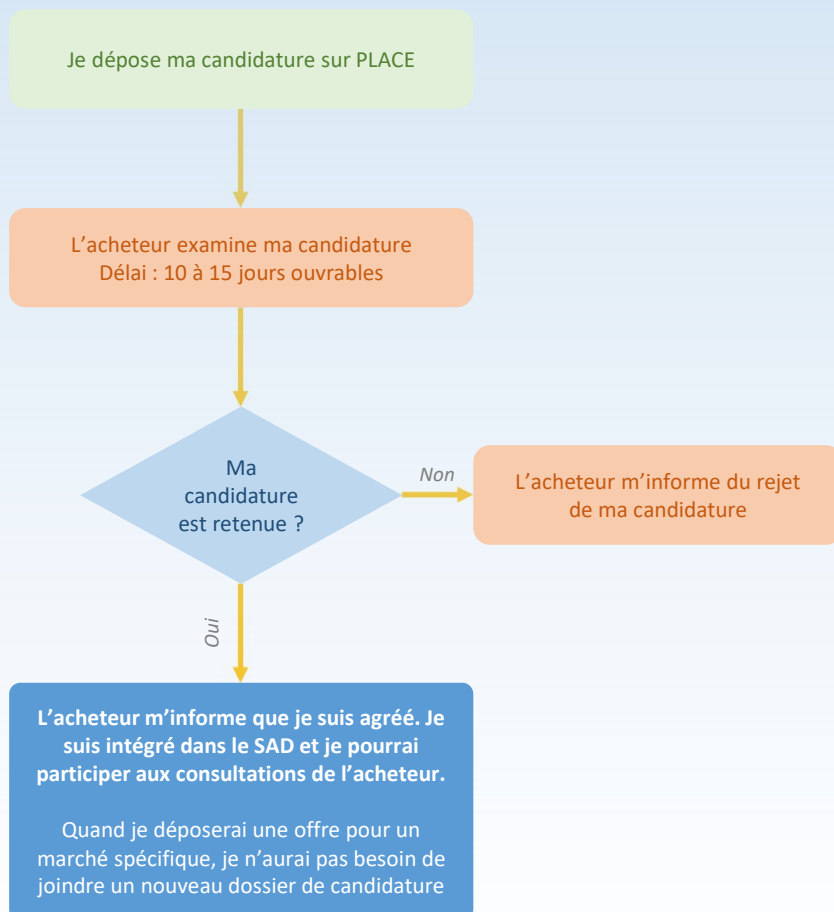 Je dépose ma candidature sur PLACE
L’acheteur examine ma candidature
Délai : 10 à 15 jours ouvrables
Ma
candidature
est retenue ?
Non
L’acheteur m’informe du rejet
de ma candidature
Oui
L’acheteur m’informe que je suis agréé. Je
suis intégré dans le SAD et je pourrai
participer aux consultations de l’acheteur.
Quand je déposerai une offre pour un
marché spécifique, je n’aurai pas besoin de
joindre un nouveau dossier de candidature